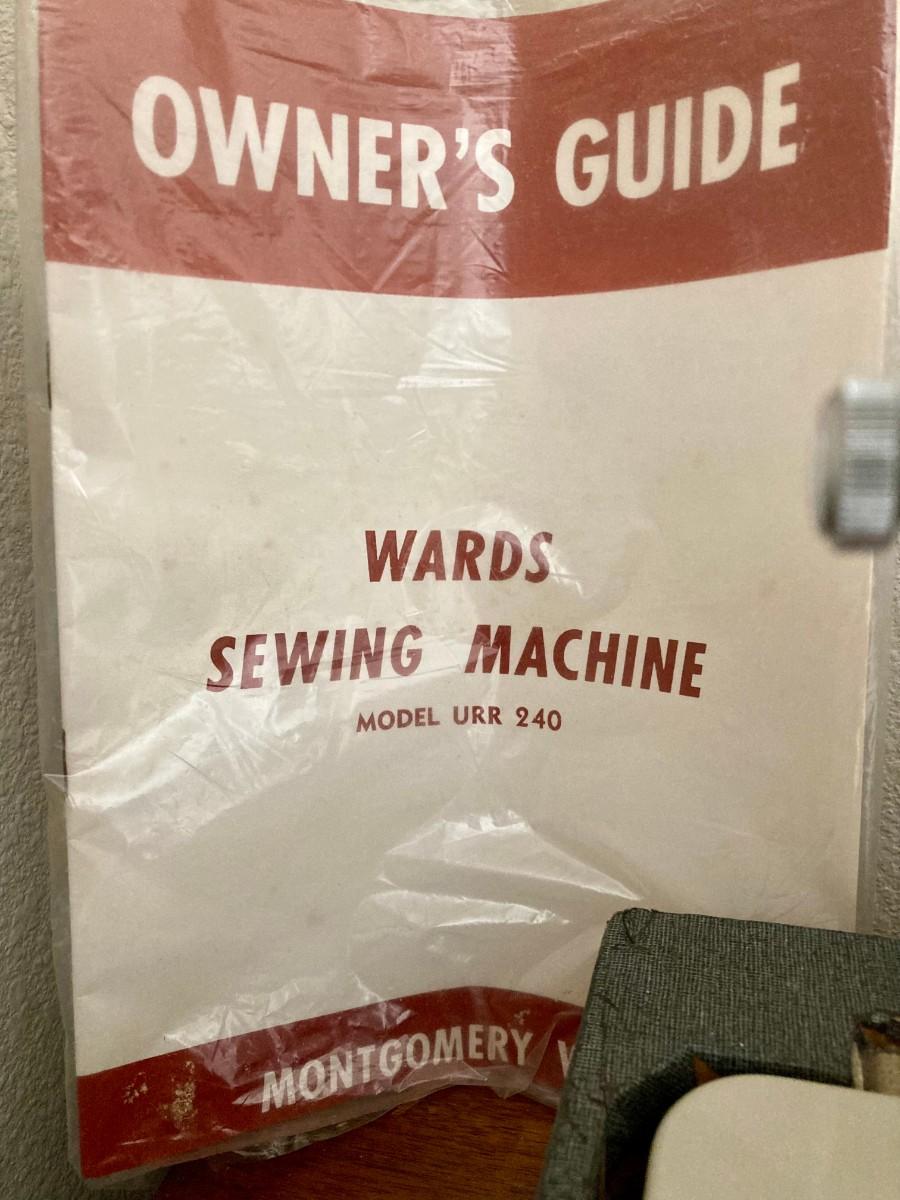 OWNER'S GUIDE
WARDS
SEWING MACHINE
MODEL URR 240
MONTGOMERY